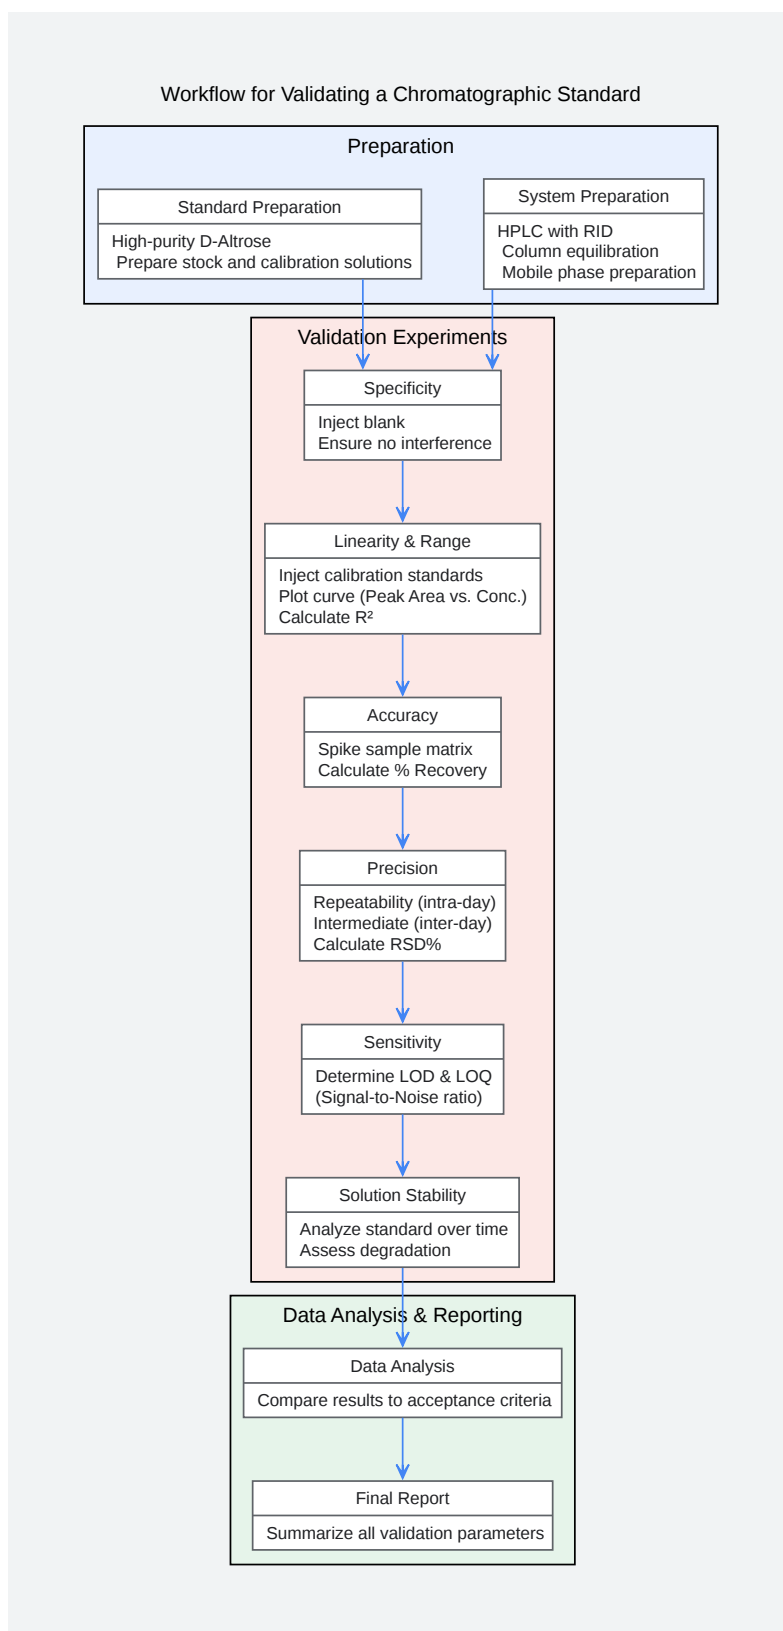 Workflow for Validating a Chromatographic Standard
Preparation
Standard Preparation
High-purity D-Altrose
Prepare stock and calibration solutions
System Preparation
HPLC with RID
Column equilibration
Mobile phase preparation
Validation Experiments
Specificity
Inject blank
Ensure no interference
Linearity & Range
Inject calibration standards
Plot curve (Peak Area vs. Conc.)
Calculate R²
Accuracy
Spike sample matrix
Calculate % Recovery
Precision
Repeatability (intra-day)
Intermediate (inter-day)
Calculate RSD%
Sensitivity
Determine LOD & LOQ
(Signal-to-Noise ratio)
Solution Stability
Analyze standard over time
Assess degradation
Data Analysis & Reporting
Data Analysis
Compare results to acceptance criteria
Final Report
Summarize all validation parameters